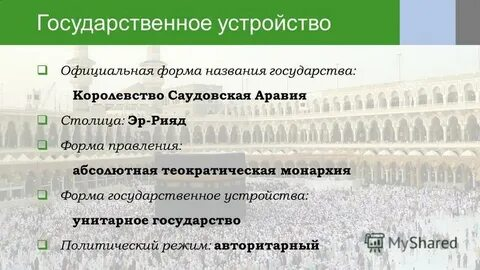 Государственное устройство
Официальная форма названия государства:
Королевство Саудовская Аравия
Столица: Эр-Рияд
Форма правления:
абсолютная теократическая монархия
Форма государственного устройства:
унитарное государство
Политический режим: авторитарный
MyShared